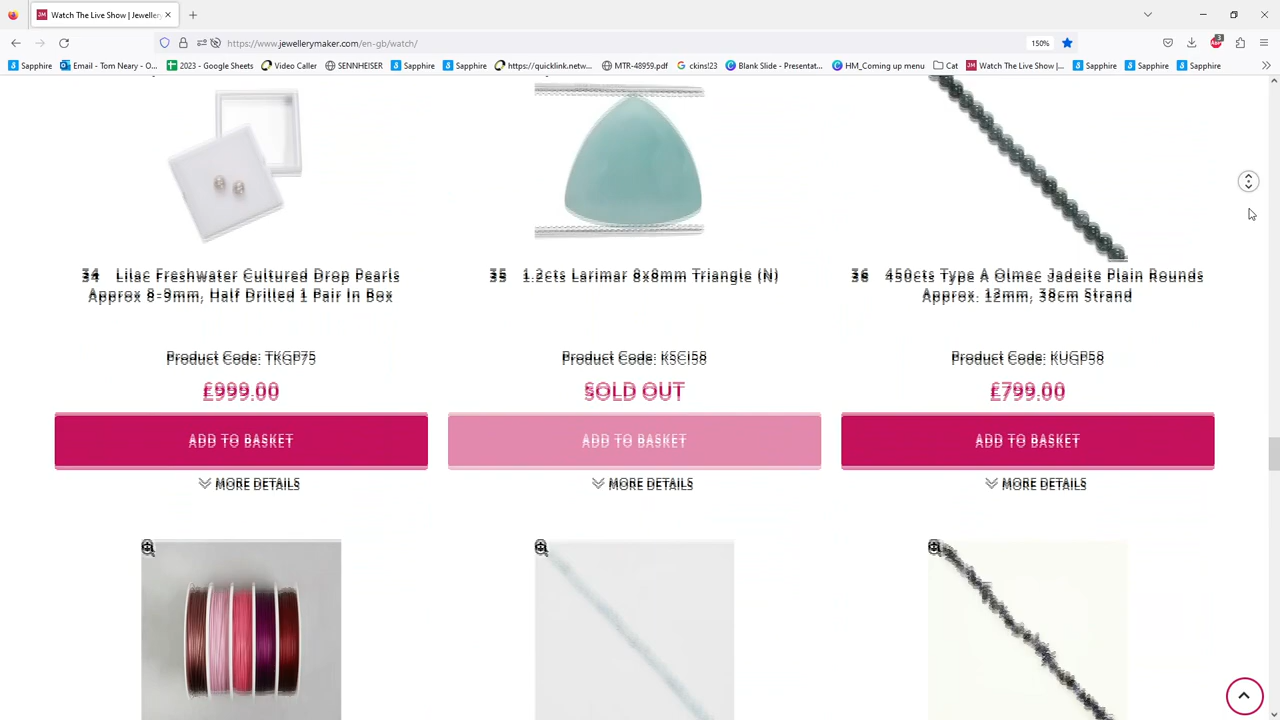 Watch The Live Show | Jeweller
https://www.jewellerymaker.com/en-gb/watch/
150%
3
Sapphire
Email - Tom Neary - O...
2023 - Google Sheets
Video Caller
SENNHEISER
Sapphire
Sapphire
https://quicklink.netw...
MTR-48959.pdf
ckins!23
Blank Slide - Presentat...
HM_Coming up menu
Cat
Watch The Live Show |...
Sapphire
Sapphire
Sapphire
34 Lilac Freshwater Cultured Drop Pearls
Approx 8-9mm, Half Drilled 1 Pair In Box
Product Code: TKGP75
£999.00
ADD TO BASKET
MORE DETAILS
35 1.2cts Larimar 8x8mm Triangle (N)
Product Code: KSCI58
SOLD OUT
ADD TO BASKET
MORE DETAILS
36 450cts Type A Olmec Jadeite Plain Rounds
Approx. 12mm, 38cm Strand
Product Code: KUGP58
£799.00
ADD TO BASKET
MORE DETAILS